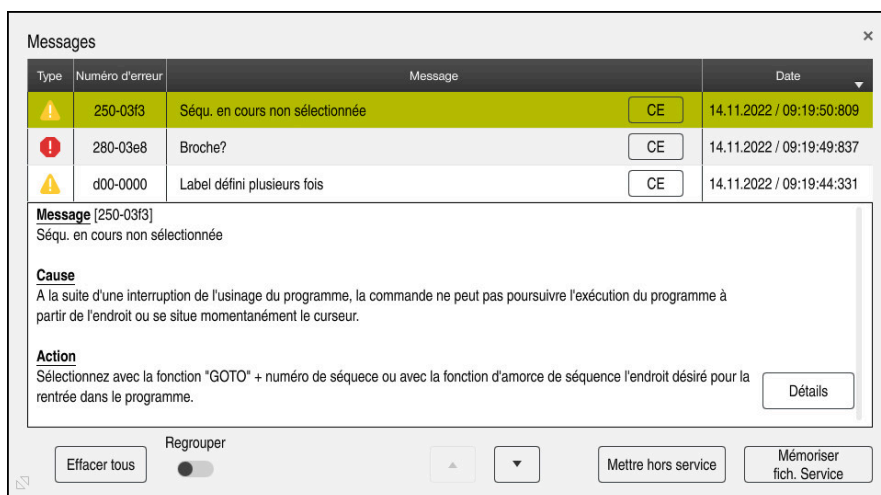 Messages
Type Numéro d'erreur Message Date
250-03f3 Séqu. en cours non sélectionnée CE 14.11.2022 / 09:19:50:809
280-03e8 Broche? CE 14.11.2022 / 09:19:49:837
d00-0000 Label défini plusieurs fois CE 14.11.2022 / 09:19:44:331
Message [250-03f3]
Séqu. en cours non sélectionnée
Cause
A la suite d'une interruption de l'usinage du programme, la commande ne peut pas poursuivre l'exécution du programme à
partir de l'endroit ou se situe momentanément le curseur.
Action
Sélectionnez avec la fonction "GOTO" + numéro de séquece ou avec la fonction d'amorce de séquence l'endroit désiré pour la
rentrée dans le programme.
Détails
Effacer tous
Regrouper
Mettre hors service
Mémoriser
fich. Service